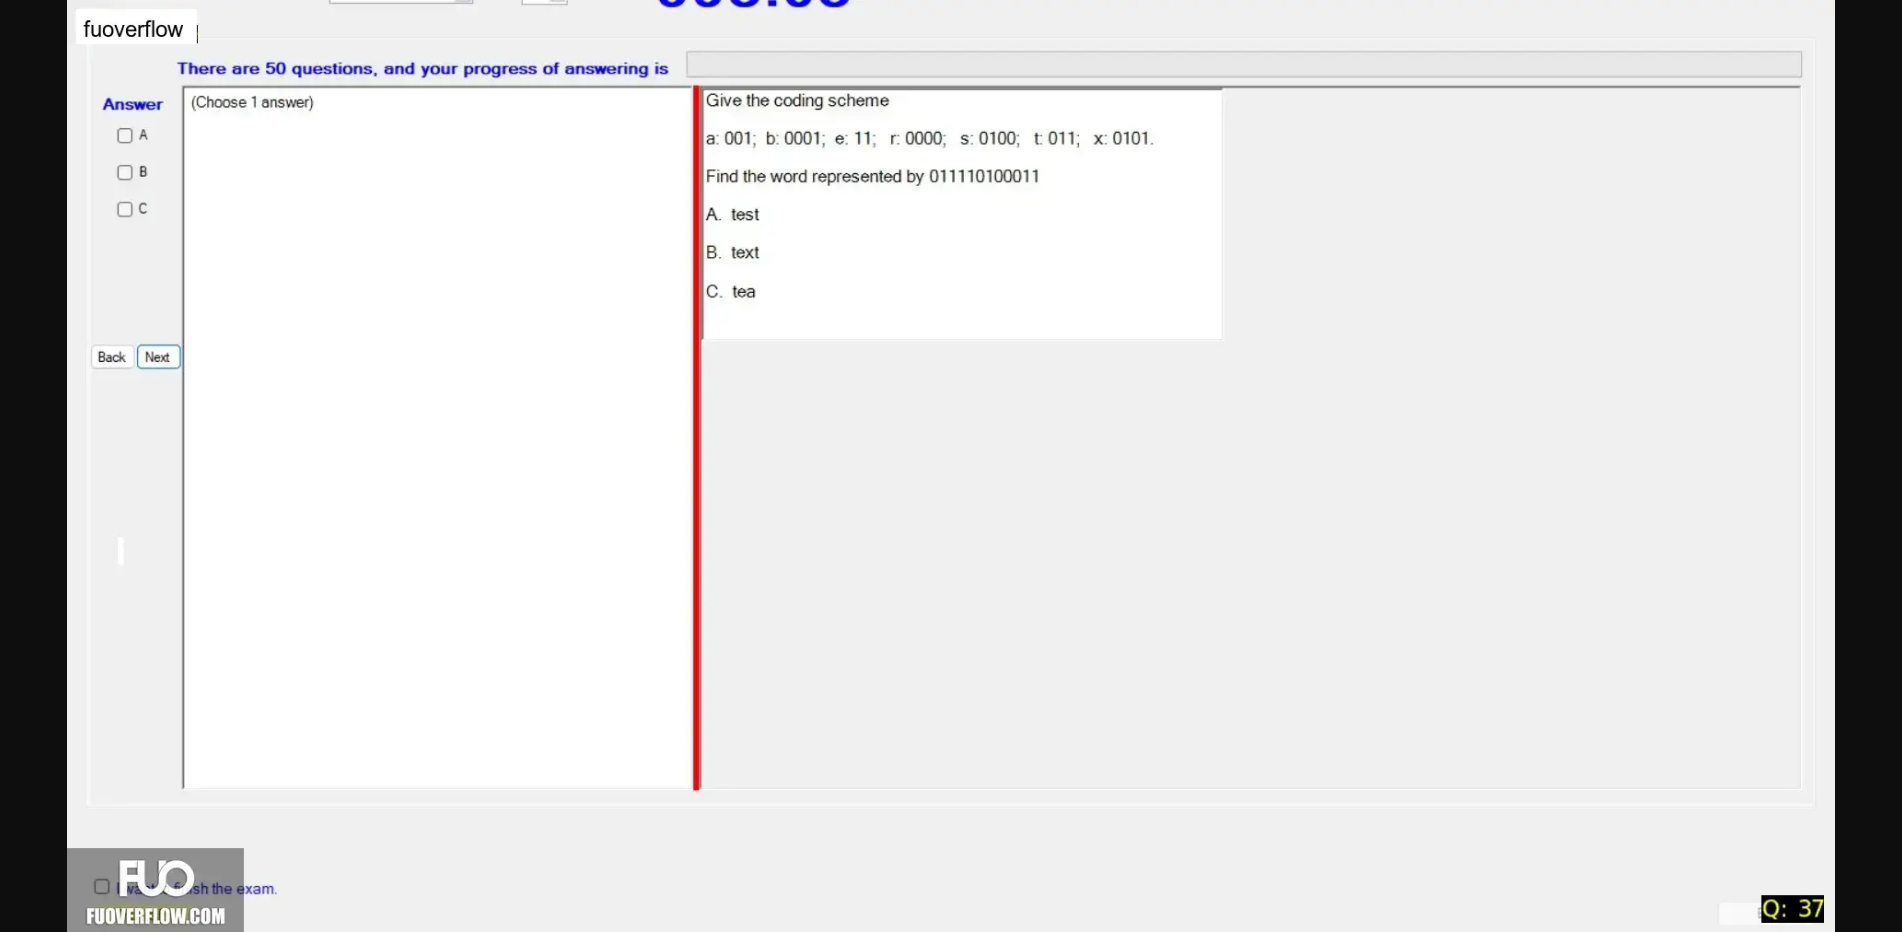 fuoverflow
There are 50 questions, and your progress of answering is
Answer
(Choose 1 answer)
A
B
C
Back
Next
Give the coding scheme
a: 001; b: 0001; e: 11; r: 0000; s: 0100; t: 011; x: 0101.
Find the word represented by 011110100011
A. test
B. text
C. tea
FUO
sh the exam.
FUOVERFLOW.COM
Q: 37